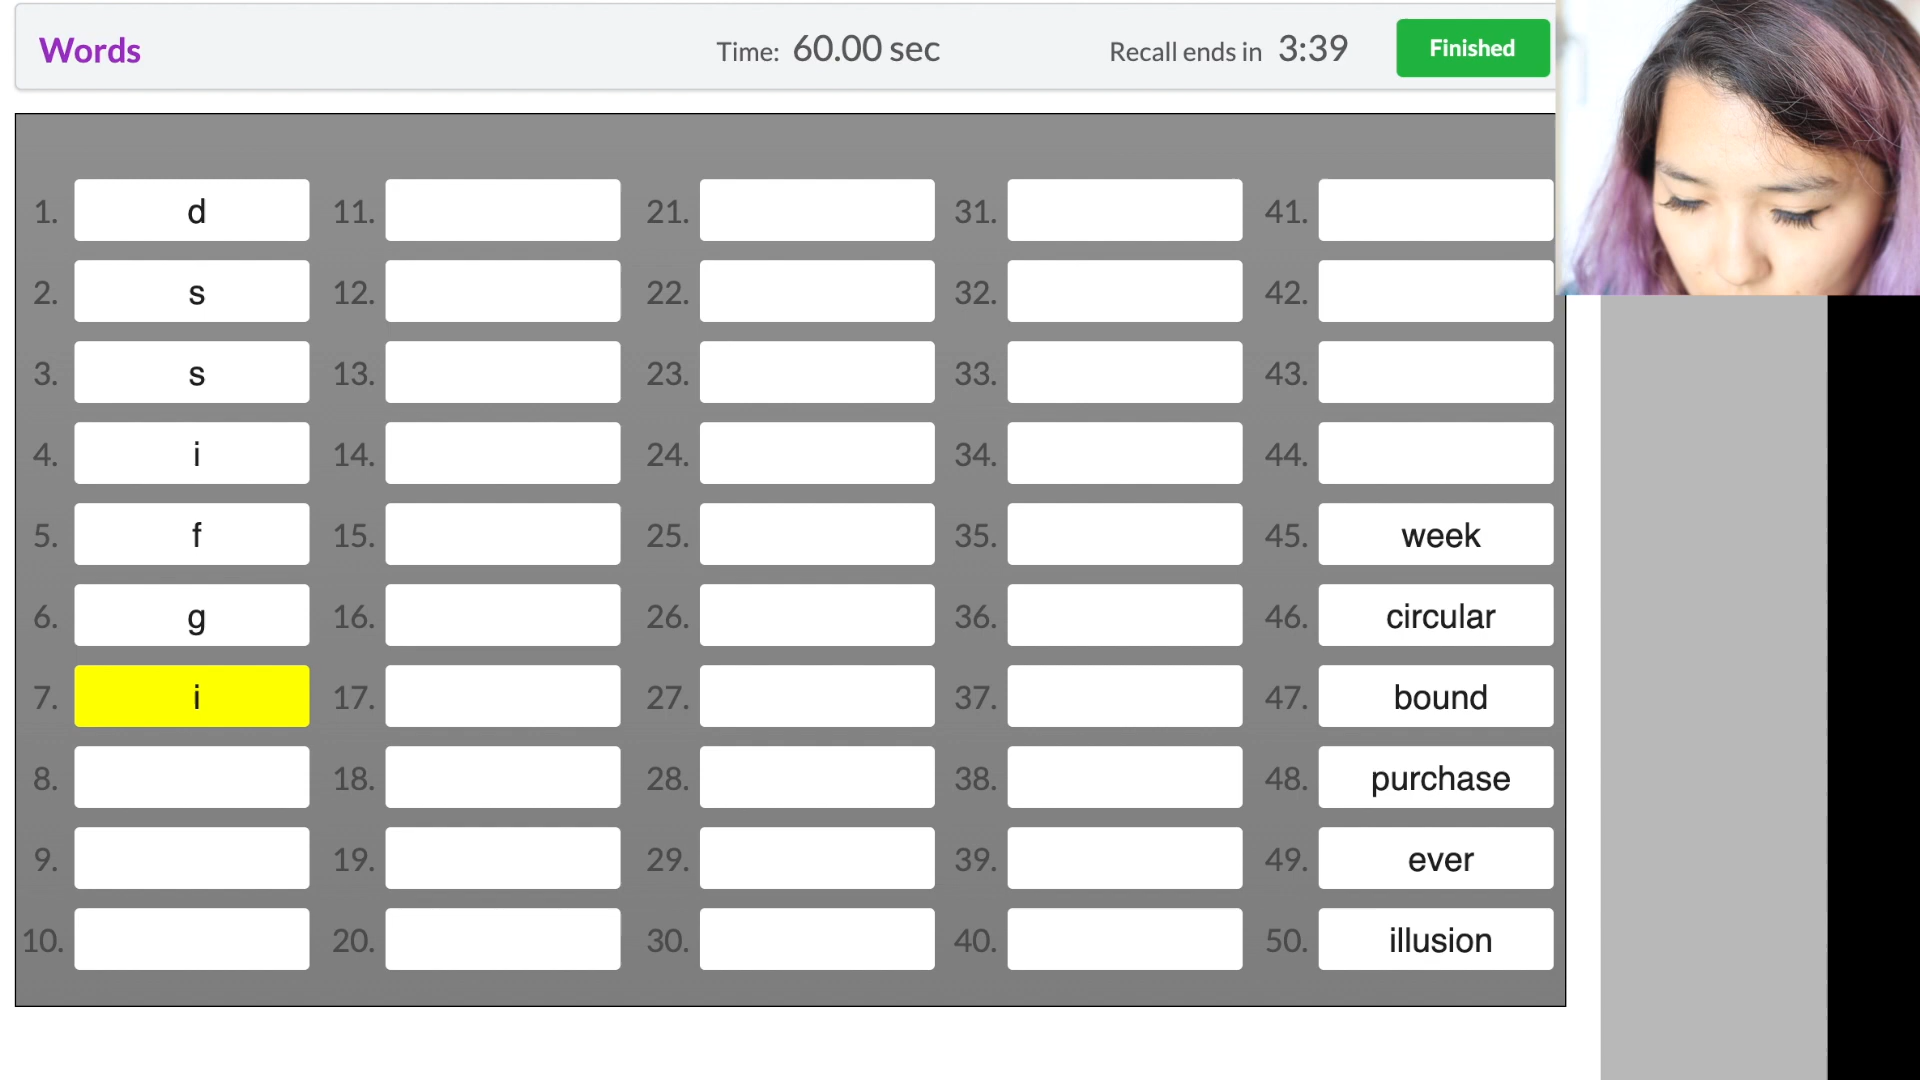 Words Time: 60.00 sec Recall ends in 3:39 Finished
1. d 11. 21. 31. 41.
2. s 12. 22. 32. 42.
3. s 13. 23. 33. 43.
4. i 14. 24. 34. 44.
5. f 15. 25. 35. 45. week
6. g 16. 26. 36. 46. circular
7. i 17. 27. 37. 47. bound
8. 18. 28. 38. 48. purchase
9. 19. 29. 39. 49. ever
10. 20. 30. 40. 50. illusion